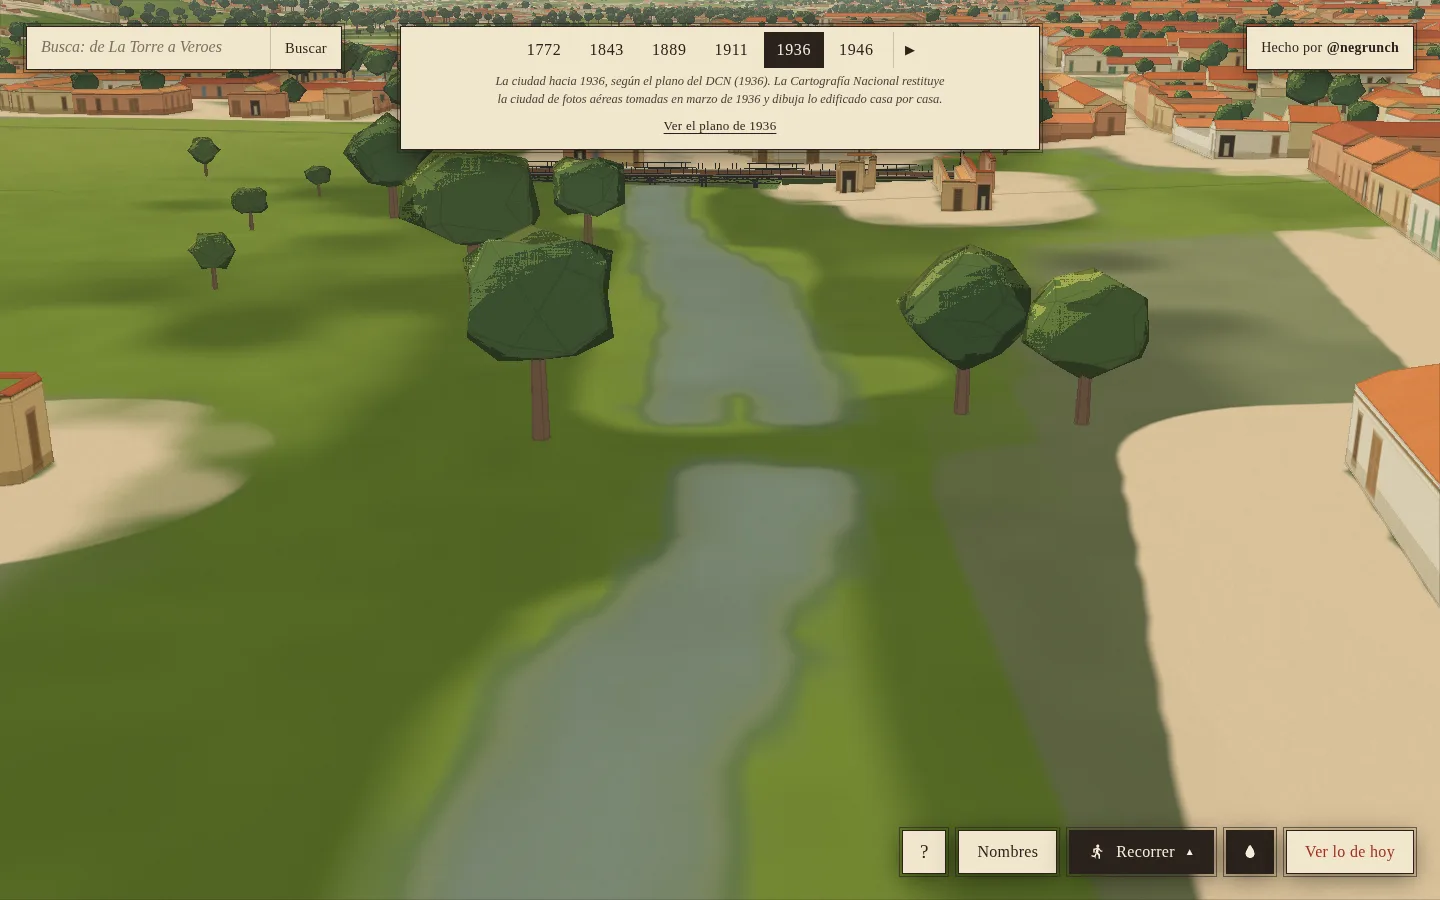 Busca: de La Torre a Veroes
Buscar
1772 1843 1889 1911 1936 1946
La ciudad hacia 1936, según el plano del DCN (1936). La Cartografía Nacional restituye
la ciudad de fotos aéreas tomadas en marzo de 1936 y dibuja lo edificado casa por casa.
Ver el plano de 1936
Hecho por @negrunch
?
Nombres
Recorrer
Ver lo de hoy